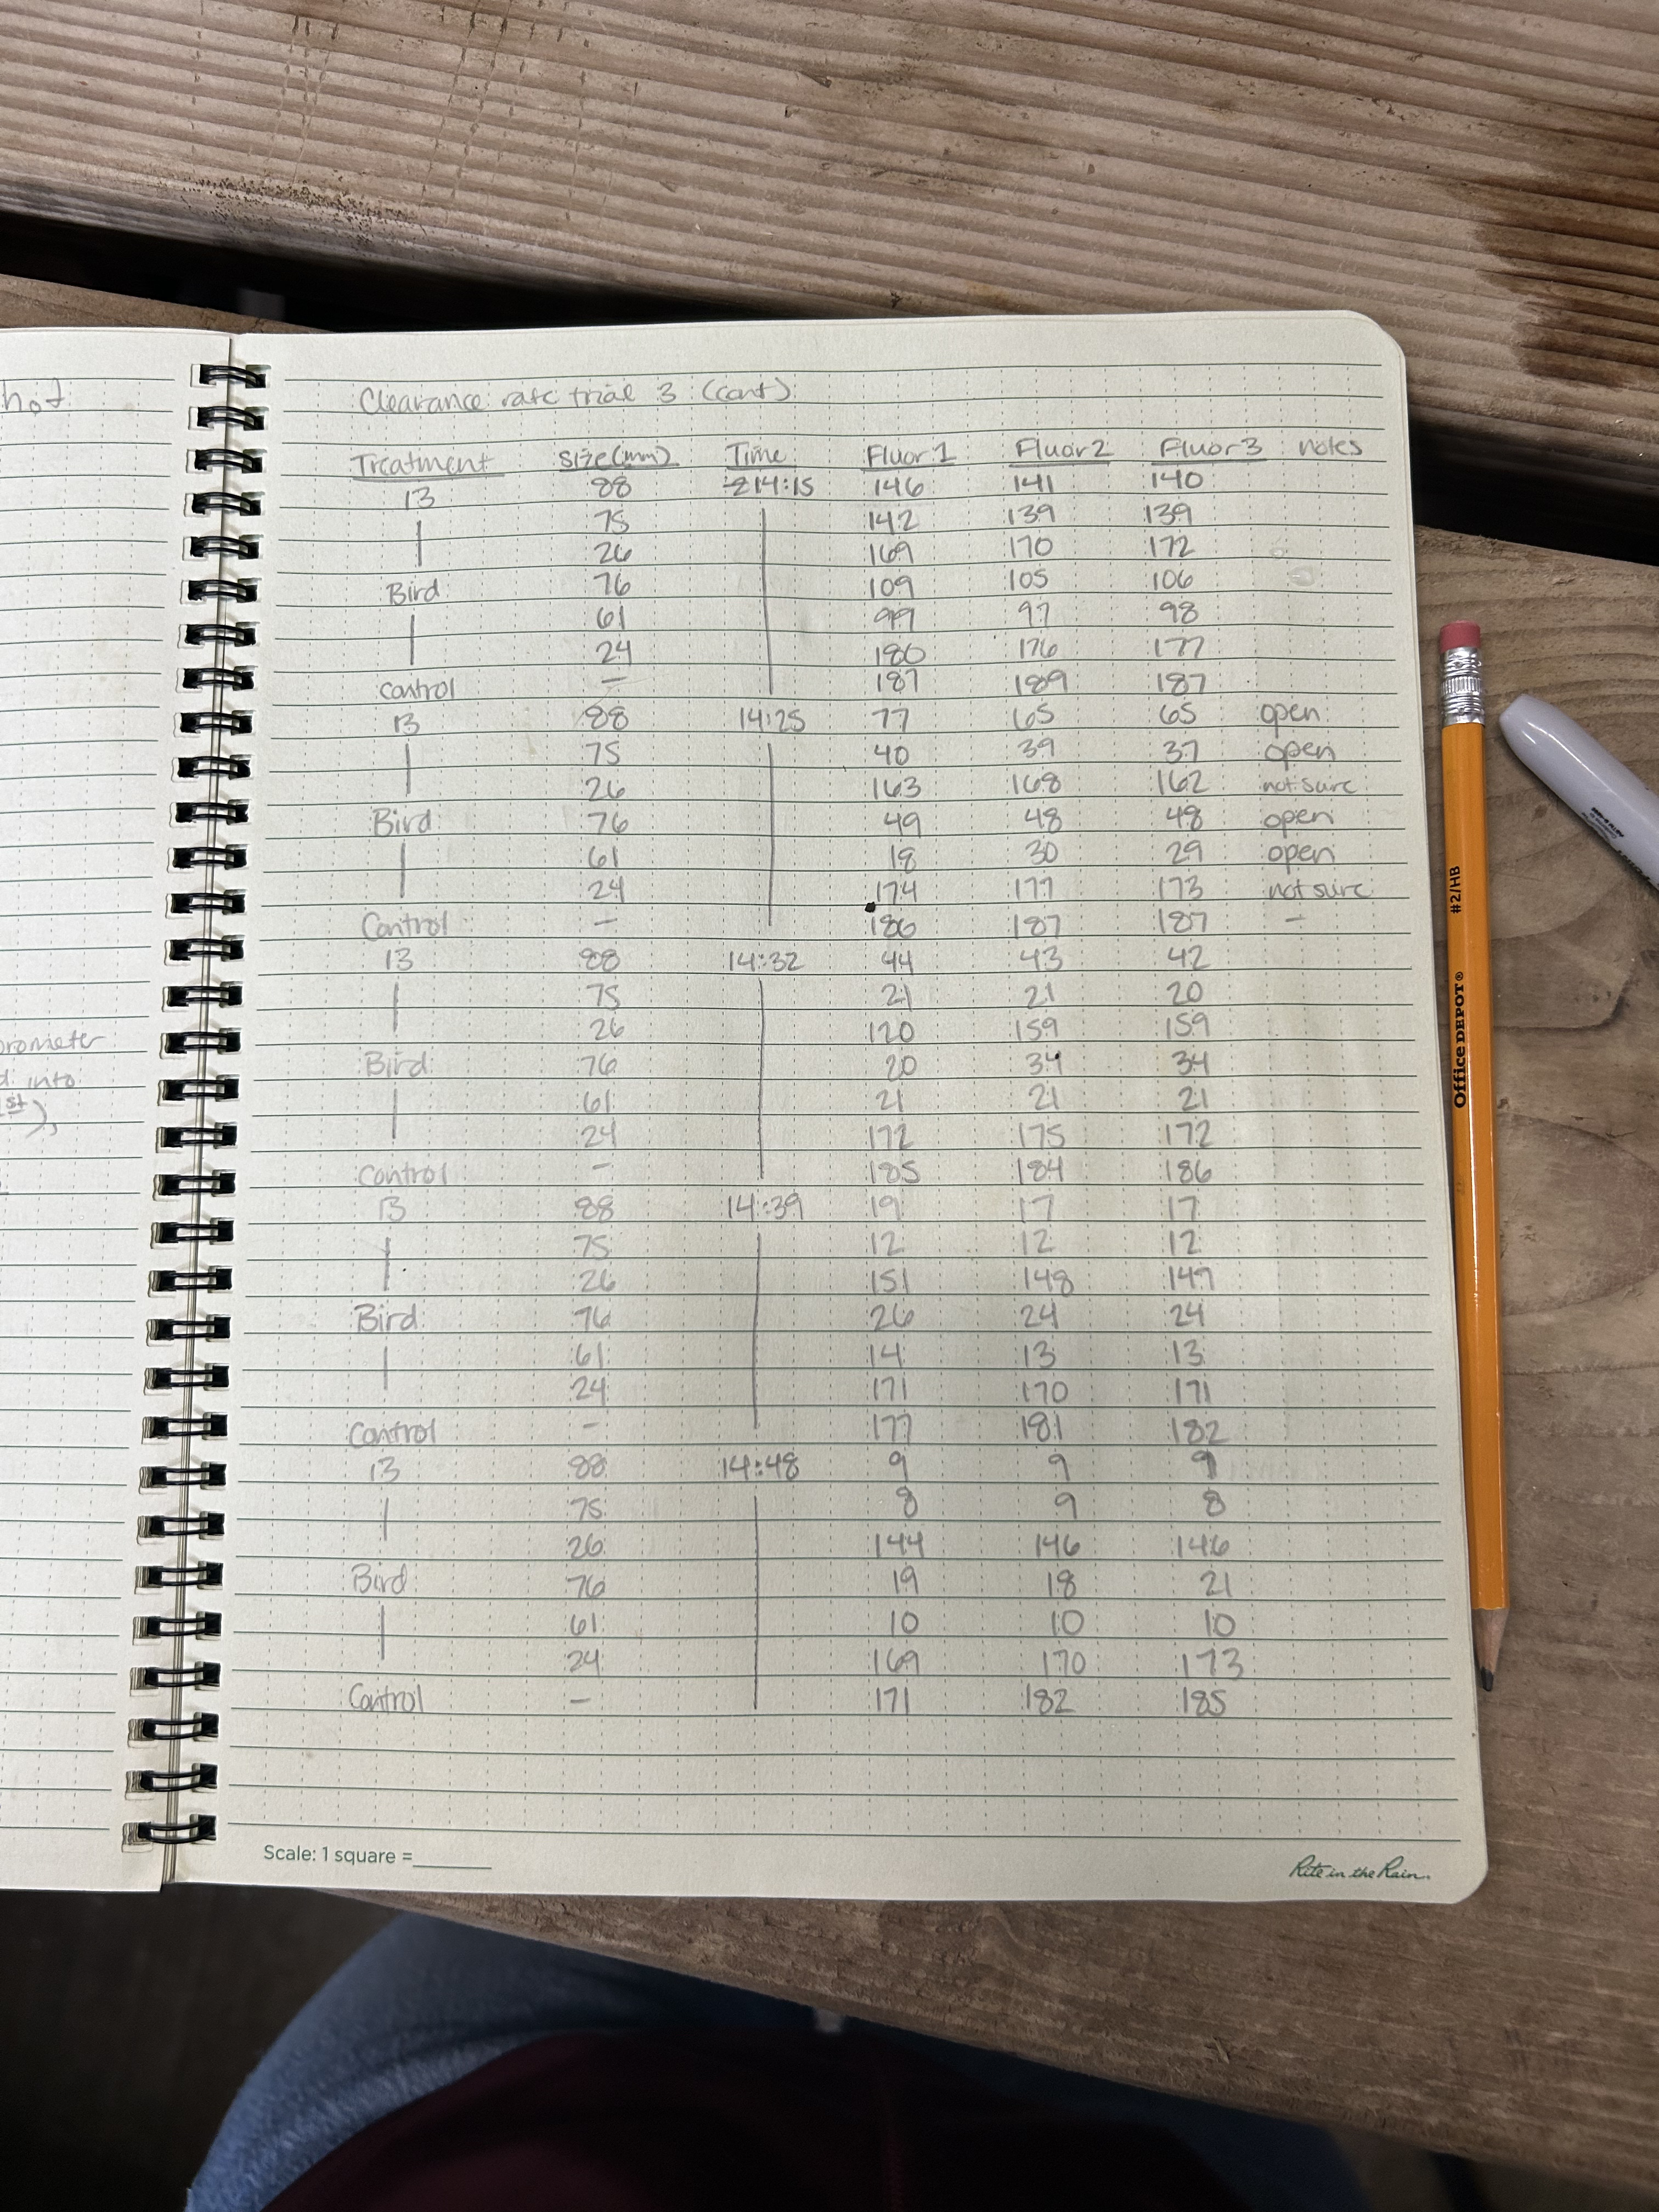 hot
orometer
d into
1st),
Clearance rate trial 3 (cont)
Treatment Size(mm) Time Fluor 1 Fluor 2 Fluor 3 notes
13 88 14:15 146 141 140
75 142 139 139
26 169 170 172
Bird 76 109 105 106
61 99 97 98
24 180 176 177
control — 187 189 187
13 88 14:25 77 65 65 open
75 40 39 37 open
26 163 168 162 not sure
Bird 76 49 48 48 open
61 18 30 29 open
24 174 177 173 not sure
Control — 186 187 187 —
13 88 14:32 44 43 42
75 21 21 20
26 120 159 159
Bird 76 20 34 34
61 21 21 21
24 172 175 172
Control — 185 184 186
13 88 14:39 19 17 17
75 12 12 12
26 151 148 147
Bird 76 26 24 24
61 14 13 13
24 171 170 171
Control — 177 181 182
13 88 14:48 9 9 9
75 8 9 8
26 144 146 146
Bird 76 19 18 21
61 10 10 10
24 169 170 173
Control — 171 182 185
Scale: 1 square =______
Rite in the Rain
Office DEPOT® #2/HB